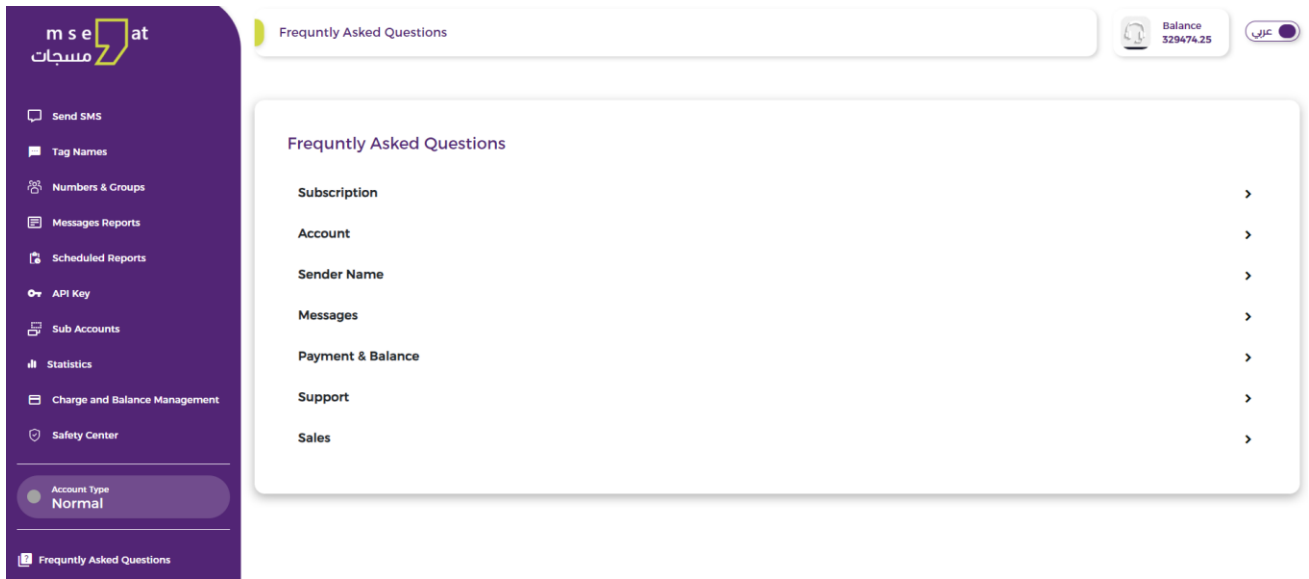 mse at
مسجات
Send SMS
Tag Names
Numbers & Groups
Messages Reports
Scheduled Reports
API Key
Sub Accounts
Statistics
Charge and Balance Management
Safety Center
Account Type
Normal
Frequntly Asked Questions
Frequntly Asked Questions
Balance
329474.25
عربي
Frequntly Asked Questions
Subscription
Account
Sender Name
Messages
Payment & Balance
Support
Sales